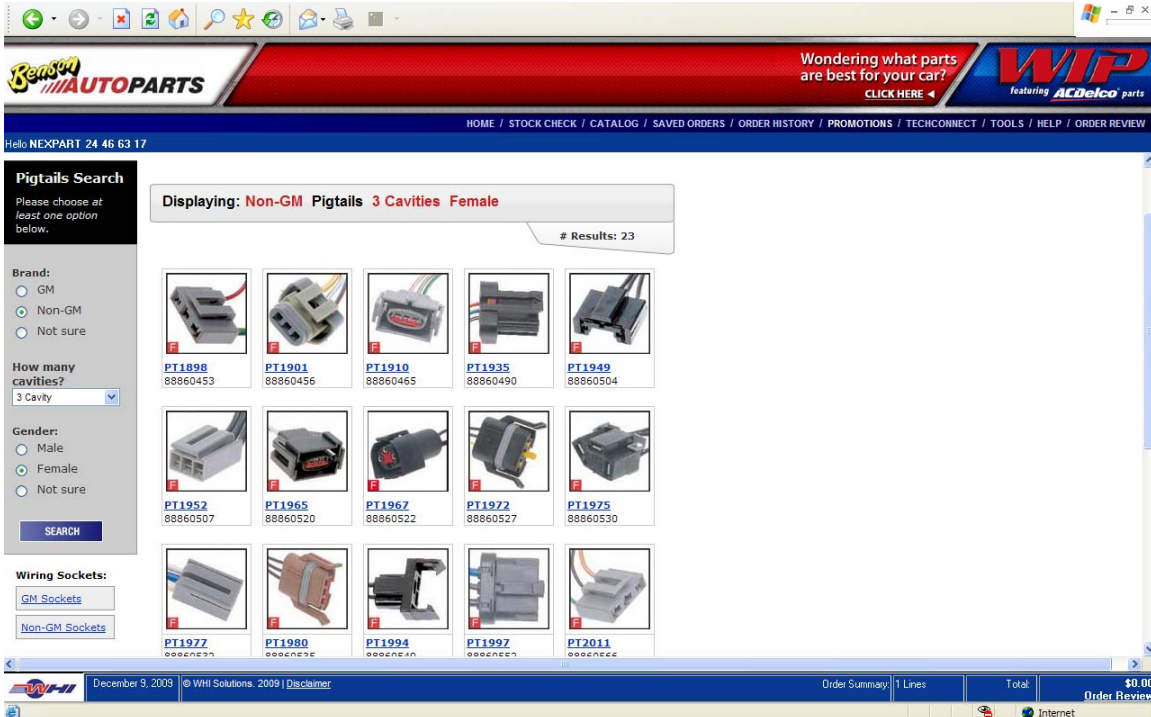 Benson
AUTOPARTS
Wondering what parts
are best for your car?
CLICK HERE
WIP
featuring ACDelco parts
HOME / STOCK CHECK / CATALOG / SAVED ORDERS / ORDER HISTORY / PROMOTIONS / TECHCONNECT / TOOLS / HELP / ORDER REVIEW
Hello NEXPART 24 46 63 17
Pigtails Search
Please choose at
least one option
below.
Displaying: Non-GM Pigtails 3 Cavities Female
# Results: 23
Brand:
GM
Non-GM
Not sure
How many
cavities?
3 Cavity
Gender:
Male
Female
Not sure
SEARCH
Wiring Sockets:
GM Sockets
Non-GM Sockets
F F F F F
PT1898 PT1901 PT1910 PT1935 PT1949
88860453 88860456 88860465 88860490 88860504
F F F F F
PT1952 PT1965 PT1967 PT1972 PT1975
88860507 88860520 88860522 88860527 88860530
F F F F F
PT1977 PT1980 PT1994 PT1997 PT2011
WHI
December 9, 2009 © WHI Solutions. 2009 | Disclaimer
Order Summary: 1 Lines Total: $0.00
Order Review
Internet